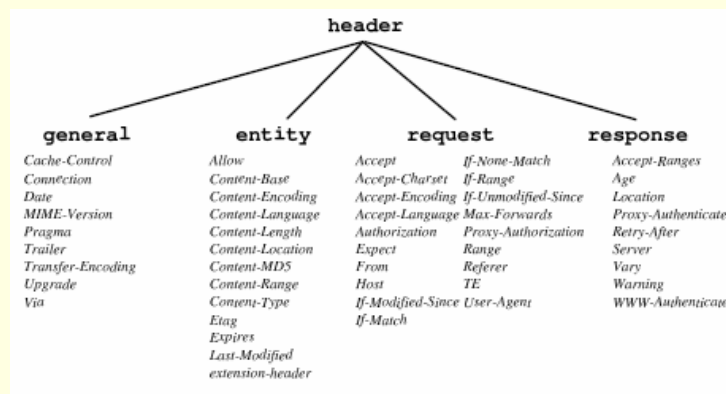 header
general
Cache-Control
Connection
Date
MIME-Version
Pragma
Trailer
Transfer-Encoding
Upgrade
Via
entity
Allow
Content-Base
Content-Encoding
Content-Language
Content-Length
Content-Location
Content-MD5
Content-Range
Content-Type
Etag
Expires
Last-Modified
extension-header
request
Accept
Accept-Charset
Accept-Encoding
Accept-Language
Authorization
Expect
From
Host
If-Modified-Since
If-Match
If-None-Match
If-Range
If-Unmodified-Since
Max-Forwards
Proxy-Authorization
Range
Referer
TE
User-Agent
response
Accept-Ranges
Age
Location
Proxy-Authenticate
Retry-After
Server
Vary
Warning
WWW-Authenticate